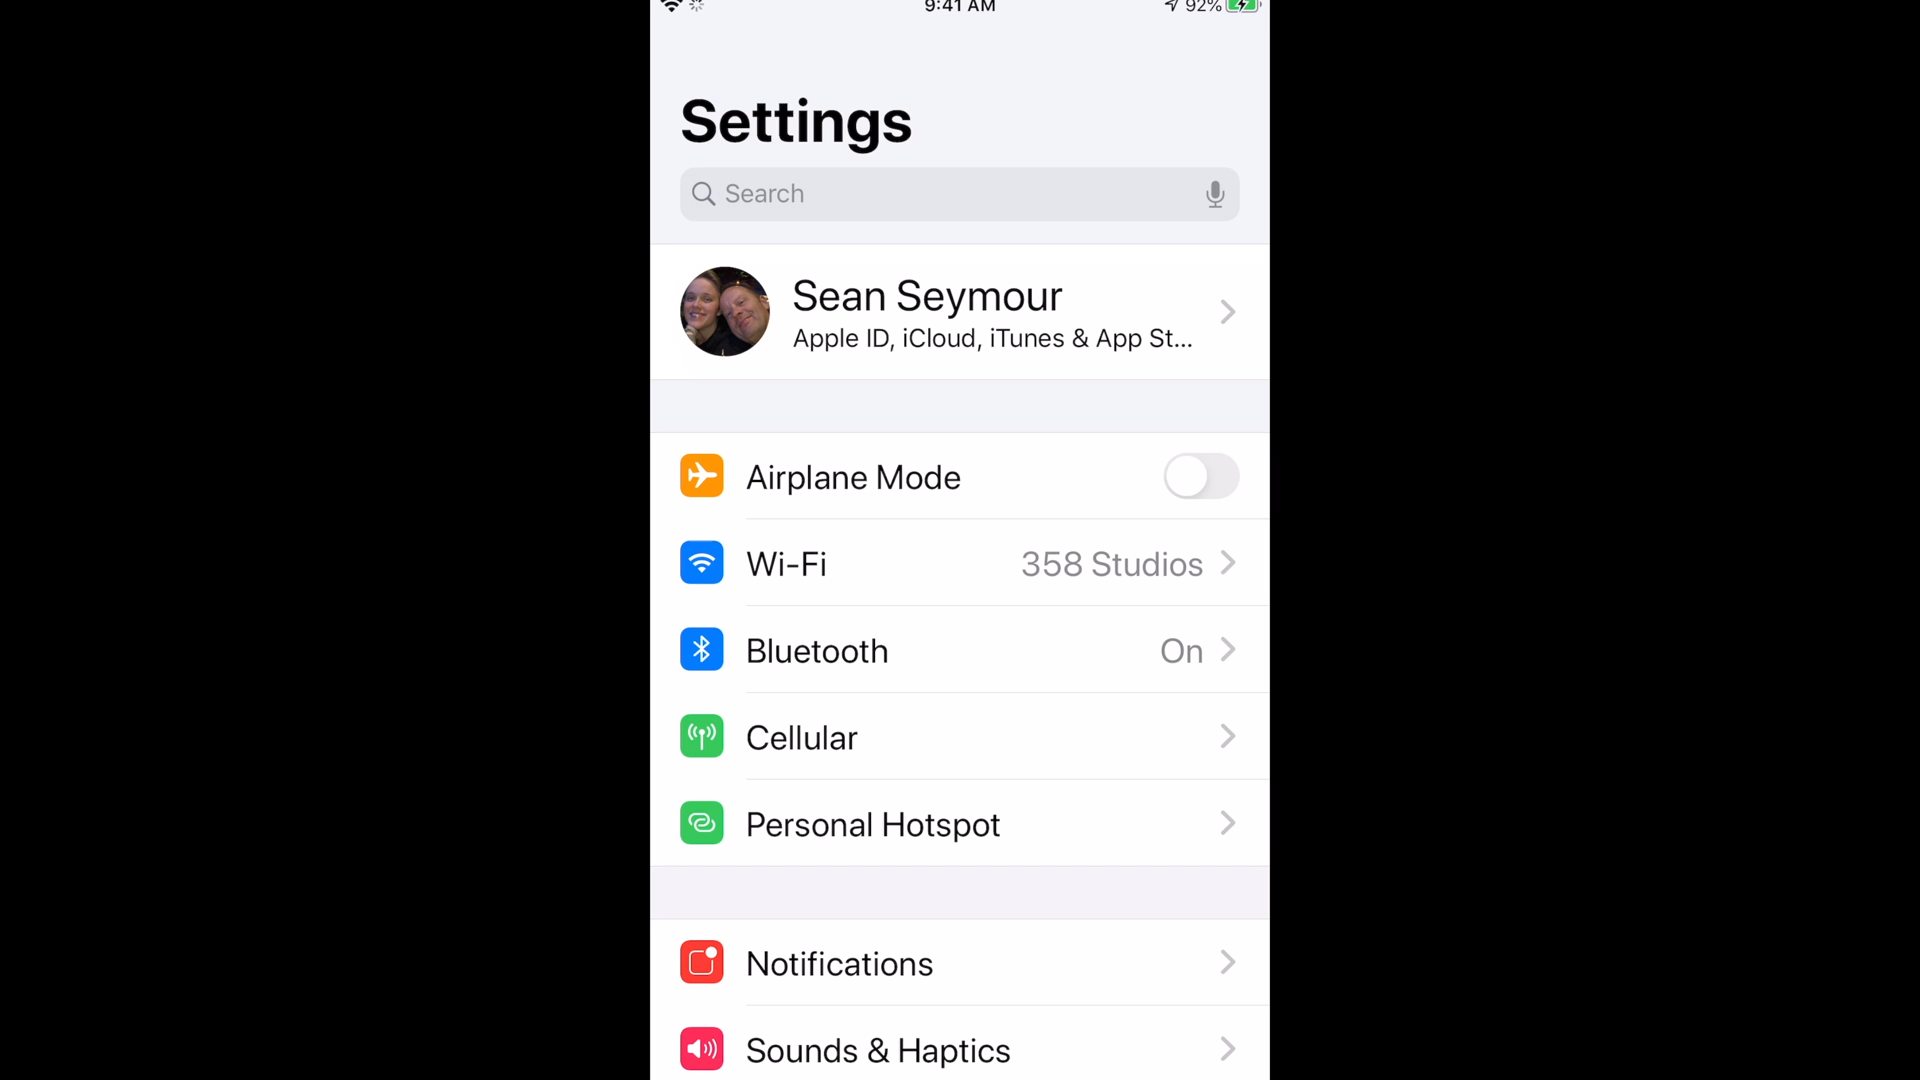 9:41 AM
92%
Settings
Search
Sean Seymour
Apple ID, iCloud, iTunes & App St...
Airplane Mode
Wi-Fi
358 Studios
Bluetooth
On
Cellular
Personal Hotspot
Notifications
Sounds & Haptics